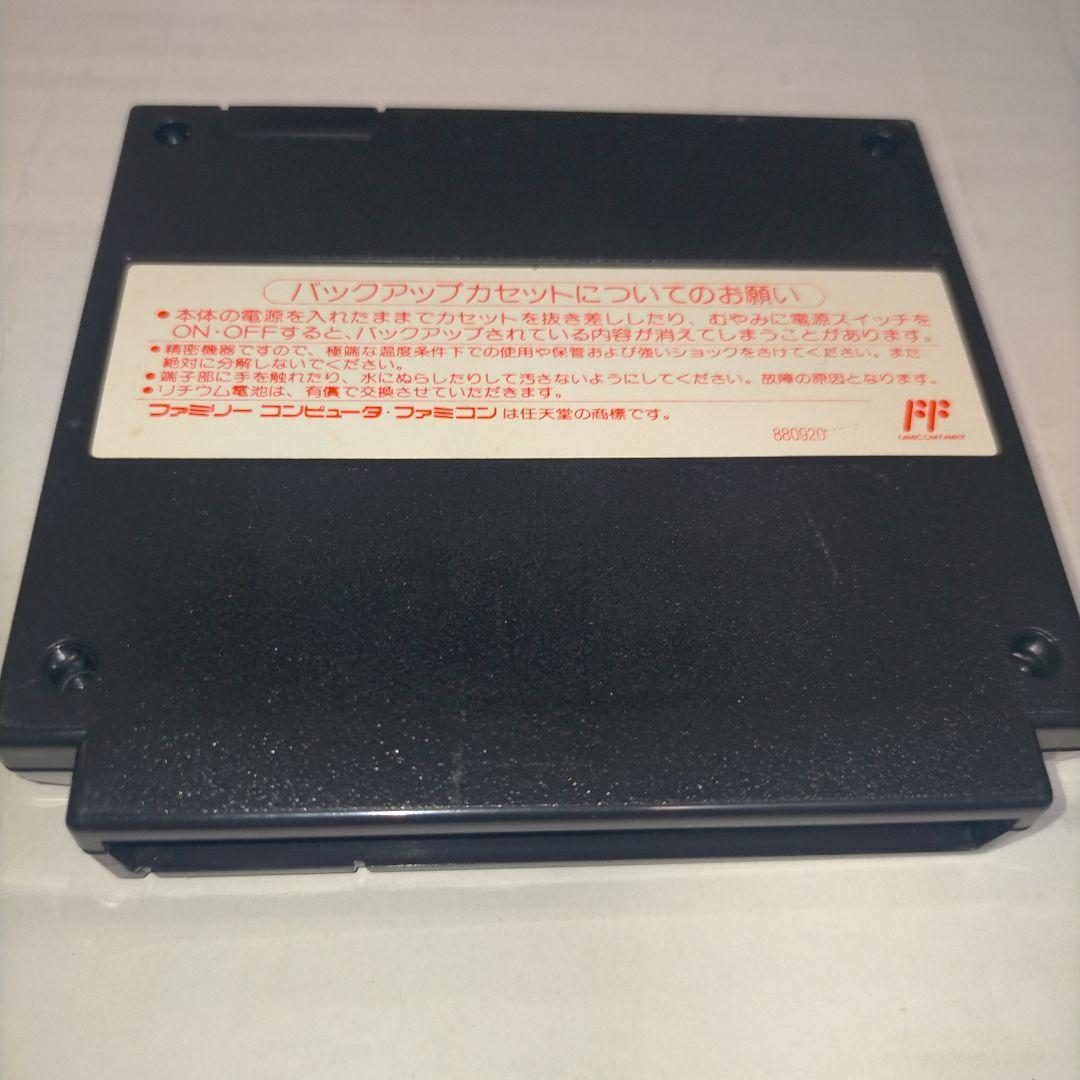 バックアップカセットについてのお願い
●本体の電源を入れたままでカセットを抜き差ししたり、むやみに電源スイッチを
ON・OFFすると、バックアップされている内容が消えてしまうことがあります。
●精密機器ですので、極端な温度条件下での使用や保管および強いショックをさけてください。また
絶対に分解しないでください。
●端子部に手を触れたり、水にぬらしたりして汚さないようにしてください。故障の原因となります。
●リチウム電池は、有償で交換させていただきます。
ファミリー コンピュータ・ファミコンは任天堂の商標です。
FF
FAMICOM FAMILY
880920